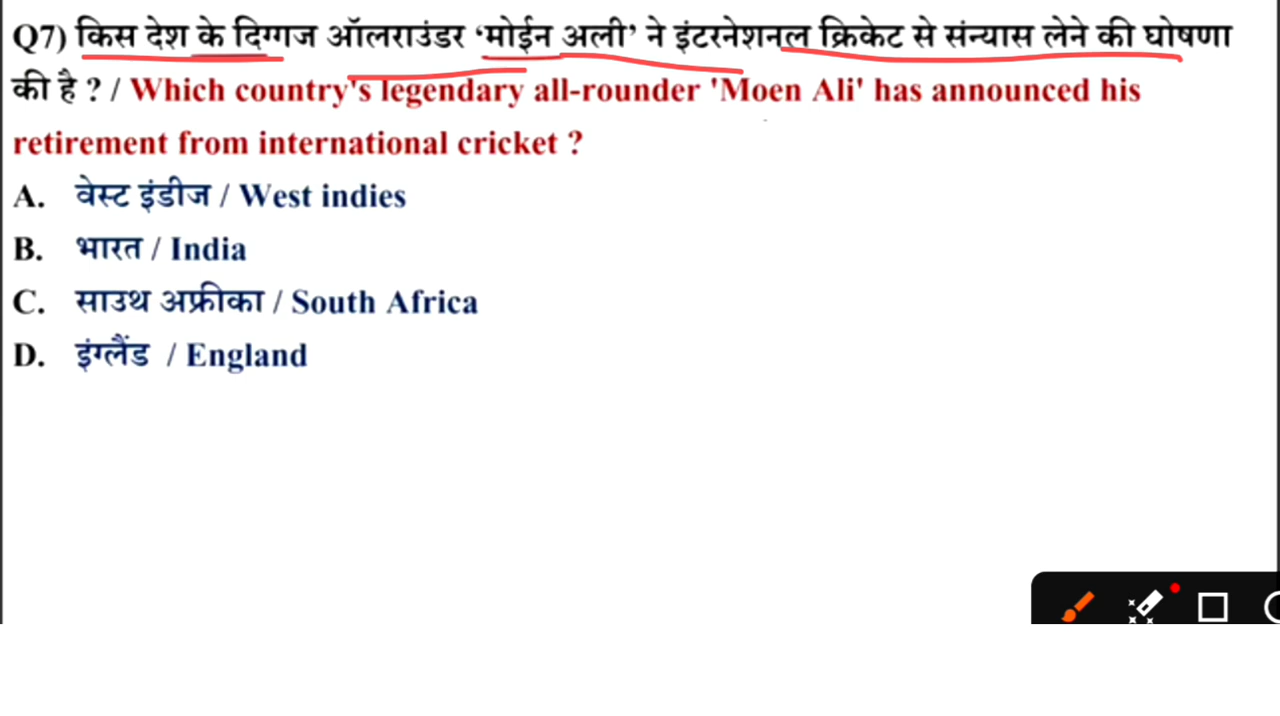 Q7) किस देश के दिग्गज ऑलराउंडर ‘मोईन अली’ ने इंटरनेशनल क्रिकेट से संन्यास लेने की घोषणा
की है ? / Which country's legendary all-rounder 'Moen Ali' has announced his
retirement from international cricket ?
A. वेस्ट इंडीज / West indies
B. भारत / India
C. साउथ अफ्रीका / South Africa
D. इंग्लैंड / England